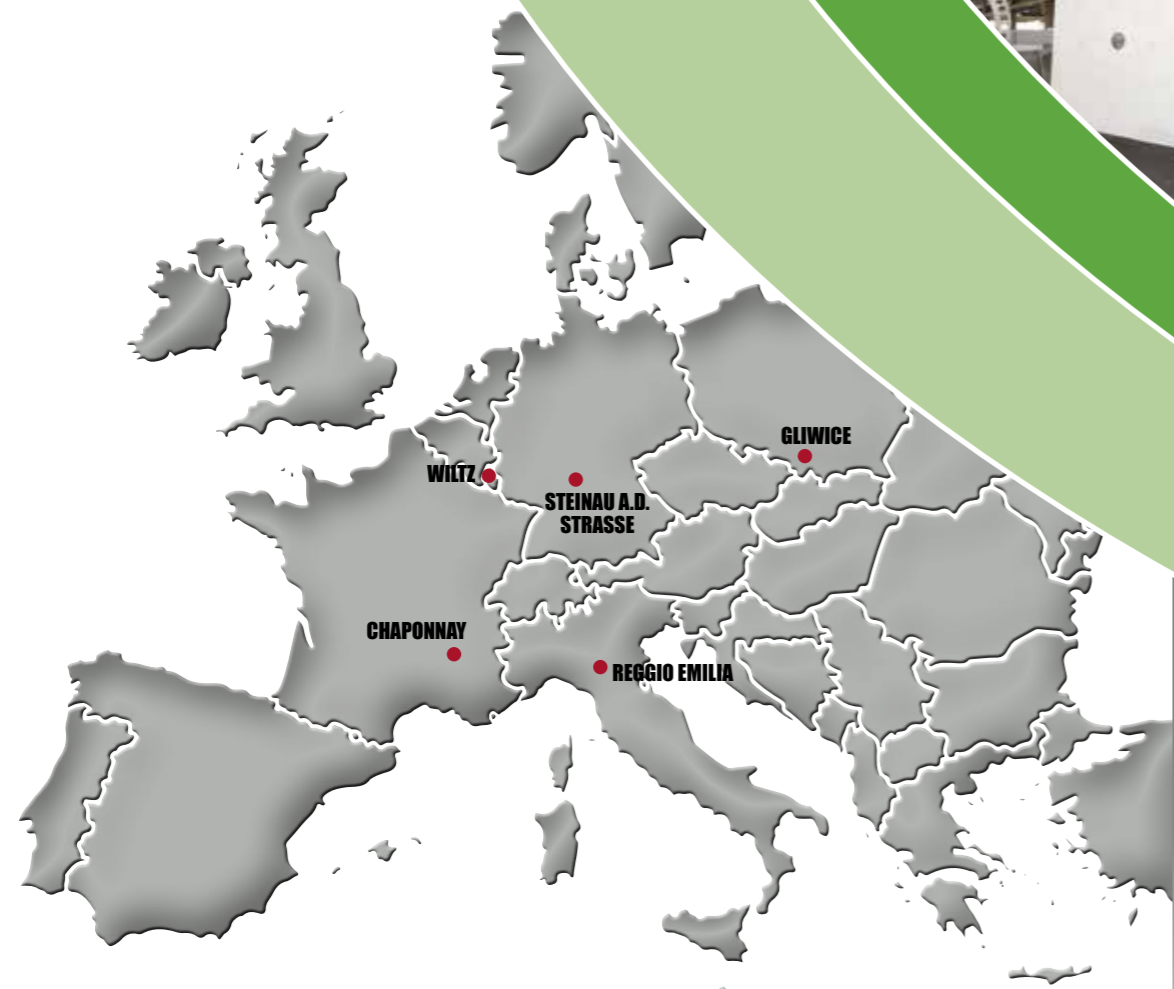 GLIWICE
WILTZ
STEINAU A.D.
STRASSE
CHAPONNAY
REGGIO EMILIA